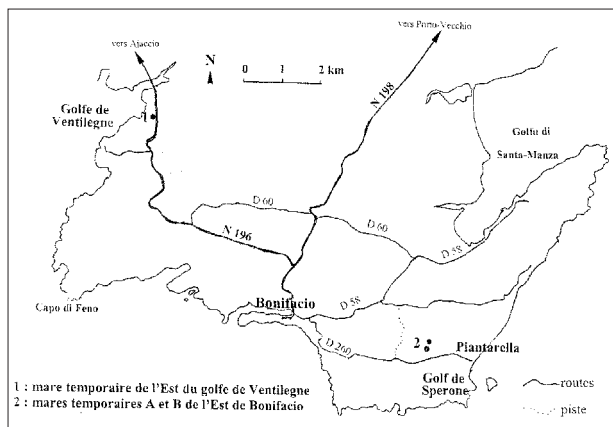 vers Porto-Vecchio
vers Ajaccio
N
0 1 2 km
Golfe de
Ventilegne
1
N 198
Golfu di
Santa-Manza
D 60
D 60
N 196
D 58
Capo di Feno
Bonifacio
D 58
D 260
2
Piantarella
Golf de
Sperone
1 : mare temporaire de l'Est du golfe de Ventilegne
2 : mares temporaires A et B de l'Est de Bonifacio
routes
piste